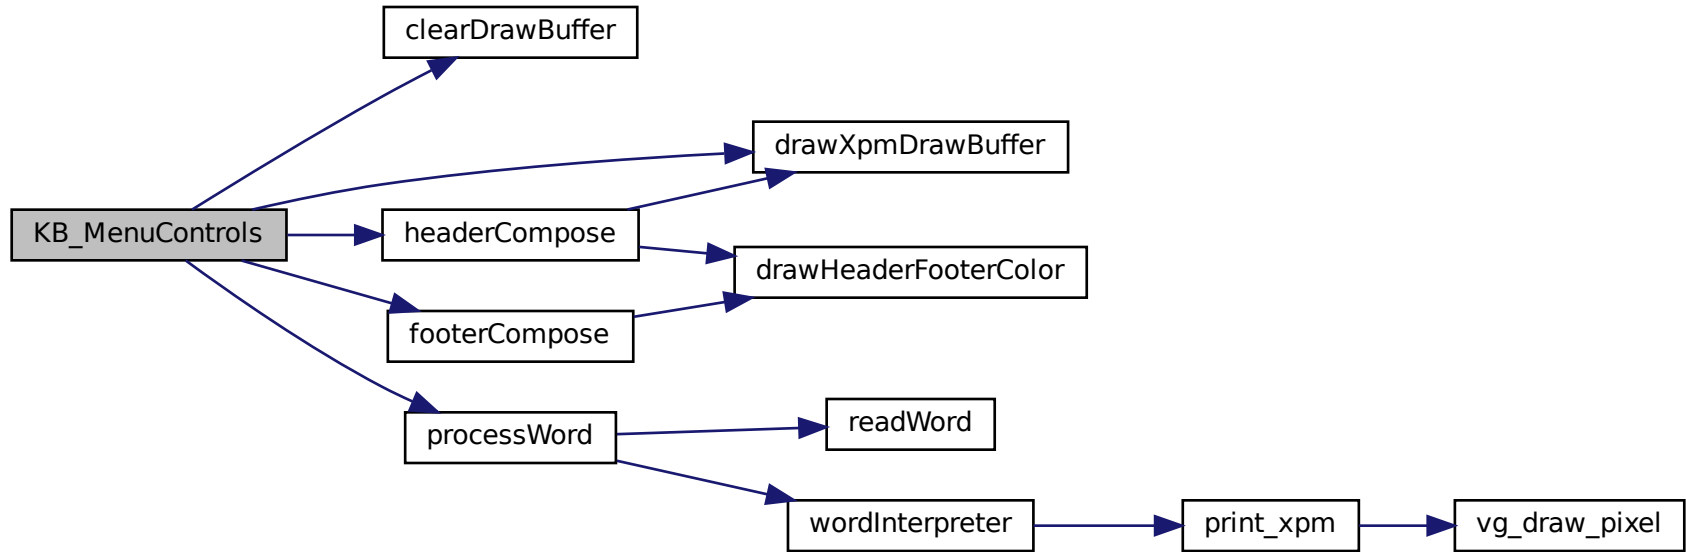 clearDrawBuffer
drawXpmDrawBuffer
KB_MenuControls
headerCompose
drawHeaderFooterColor
footerCompose
readWord
processWord
wordInterpreter
print_xpm
vg_draw_pixel